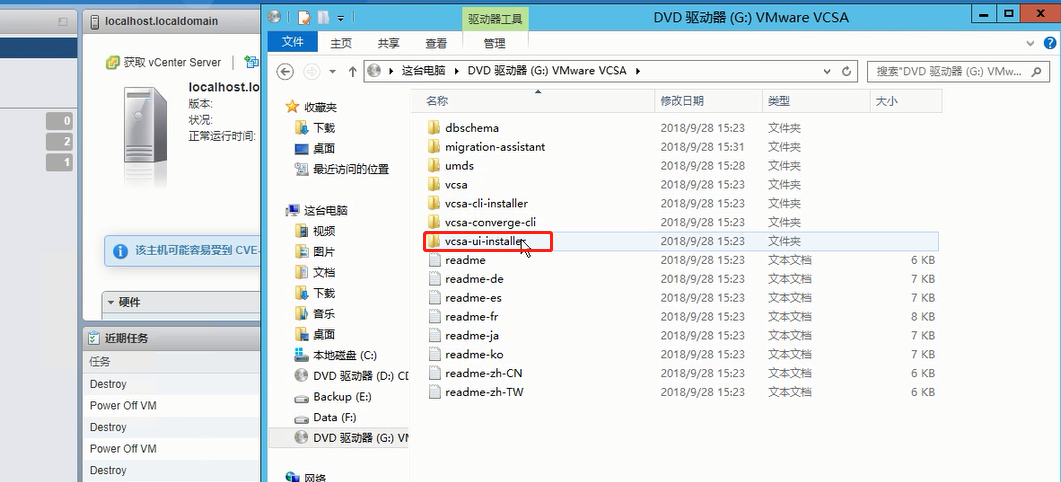 localhost.localdomain
获取 vCenter Server
localhost.lo
版本:
状况:
正常运行时间:
0
2
1
该主机可能容易受到 CVE-
硬件
近期任务
任务
Destroy
Power Off VM
Destroy
Power Off VM
Destroy
驱动器工具
DVD 驱动器 (G:) VMware VCSA
文件
主页
共享
查看
管理
这台电脑
DVD 驱动器 (G:) VMware VCSA
搜索"DVD 驱动器 (G:) VMw...
收藏夹
下载
桌面
最近访问的位置
这台电脑
视频
图片
文档
下载
音乐
桌面
本地磁盘 (C:)
DVD 驱动器 (D:) CD
Backup (E:)
Data (F:)
DVD 驱动器 (G:) VM
网络
名称 修改日期 类型 大小
dbschema 2018/9/28 15:23 文件夹
migration-assistant 2018/9/28 15:31 文件夹
umds 2018/9/28 15:28 文件夹
vcsa 2018/9/28 15:23 文件夹
vcsa-cli-installer 2018/9/28 15:23 文件夹
vcsa-converge-cli 2018/9/28 15:23 文件夹
vcsa-ui-installer 2018/9/28 15:23 文件夹
readme 2018/9/28 15:23 文本文档 6 KB
readme-de 2018/9/28 15:23 文本文档 7 KB
readme-es 2018/9/28 15:23 文本文档 7 KB
readme-fr 2018/9/28 15:23 文本文档 8 KB
readme-ja 2018/9/28 15:23 文本文档 7 KB
readme-ko 2018/9/28 15:23 文本文档 7 KB
readme-zh-CN 2018/9/28 15:23 文本文档 6 KB
readme-zh-TW 2018/9/28 15:23 文本文档 6 KB